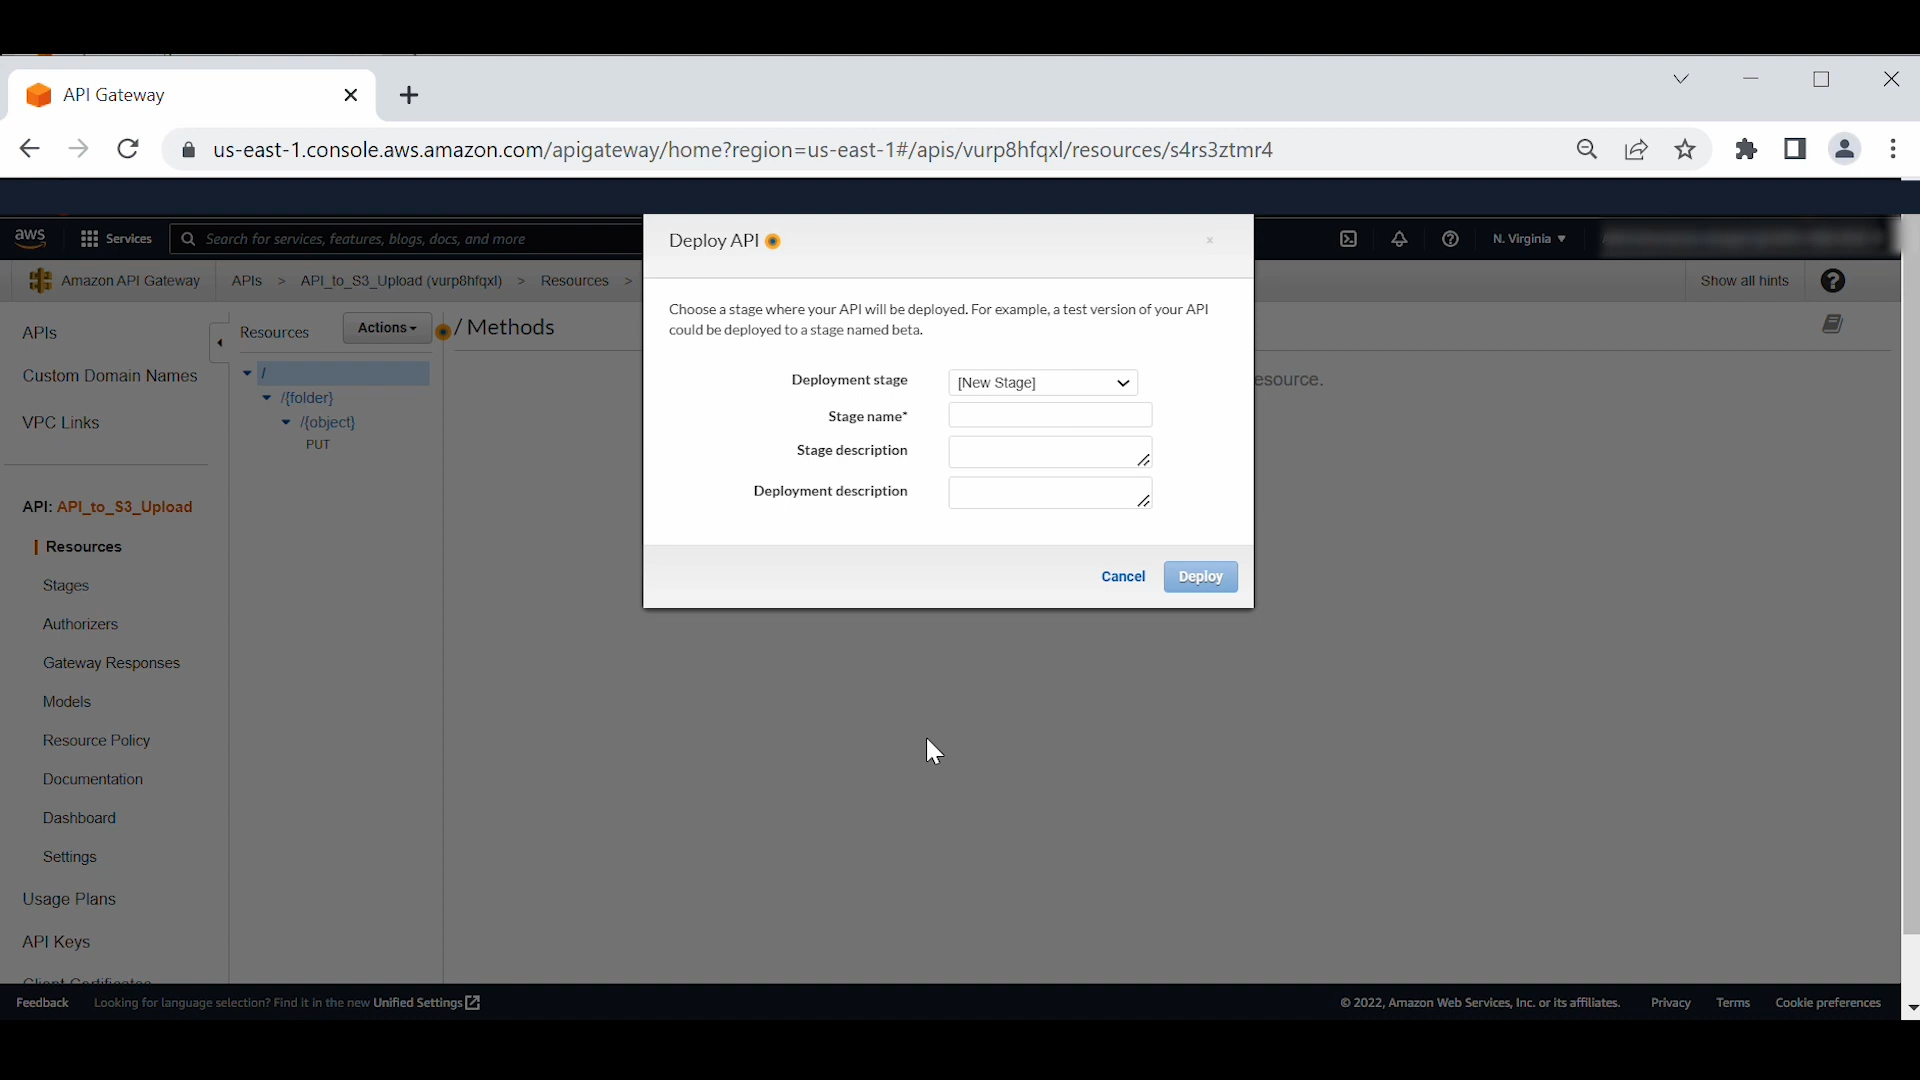 API Gateway
us-east-1.console.aws.amazon.com/apigateway/home?region=us-east-1#/apis/vurp8hfqxl/resources/s4rs3ztmr4
aws
Services
Search for services, features, blogs, docs, and more
N. Virginia
Amazon API Gateway
APIs > API_to_S3_Upload (vurp8hfqxl) > Resources >
Show all hints
APIs
Custom Domain Names
VPC Links
API: API_to_S3_Upload
Resources
Stages
Authorizers
Gateway Responses
Models
Resource Policy
Documentation
Dashboard
Settings
Usage Plans
API Keys
Client Certificates
Resources
Actions
/
/{folder}
/{object}
PUT
/ Methods
esource.
Deploy API
Choose a stage where your API will be deployed. For example, a test version of your API
could be deployed to a stage named beta.
Deployment stage
[New Stage]
Stage name*
Stage description
Deployment description
Cancel
Deploy
Feedback
Looking for language selection? Find it in the new Unified Settings
© 2022, Amazon Web Services, Inc. or its affiliates.
Privacy
Terms
Cookie preferences